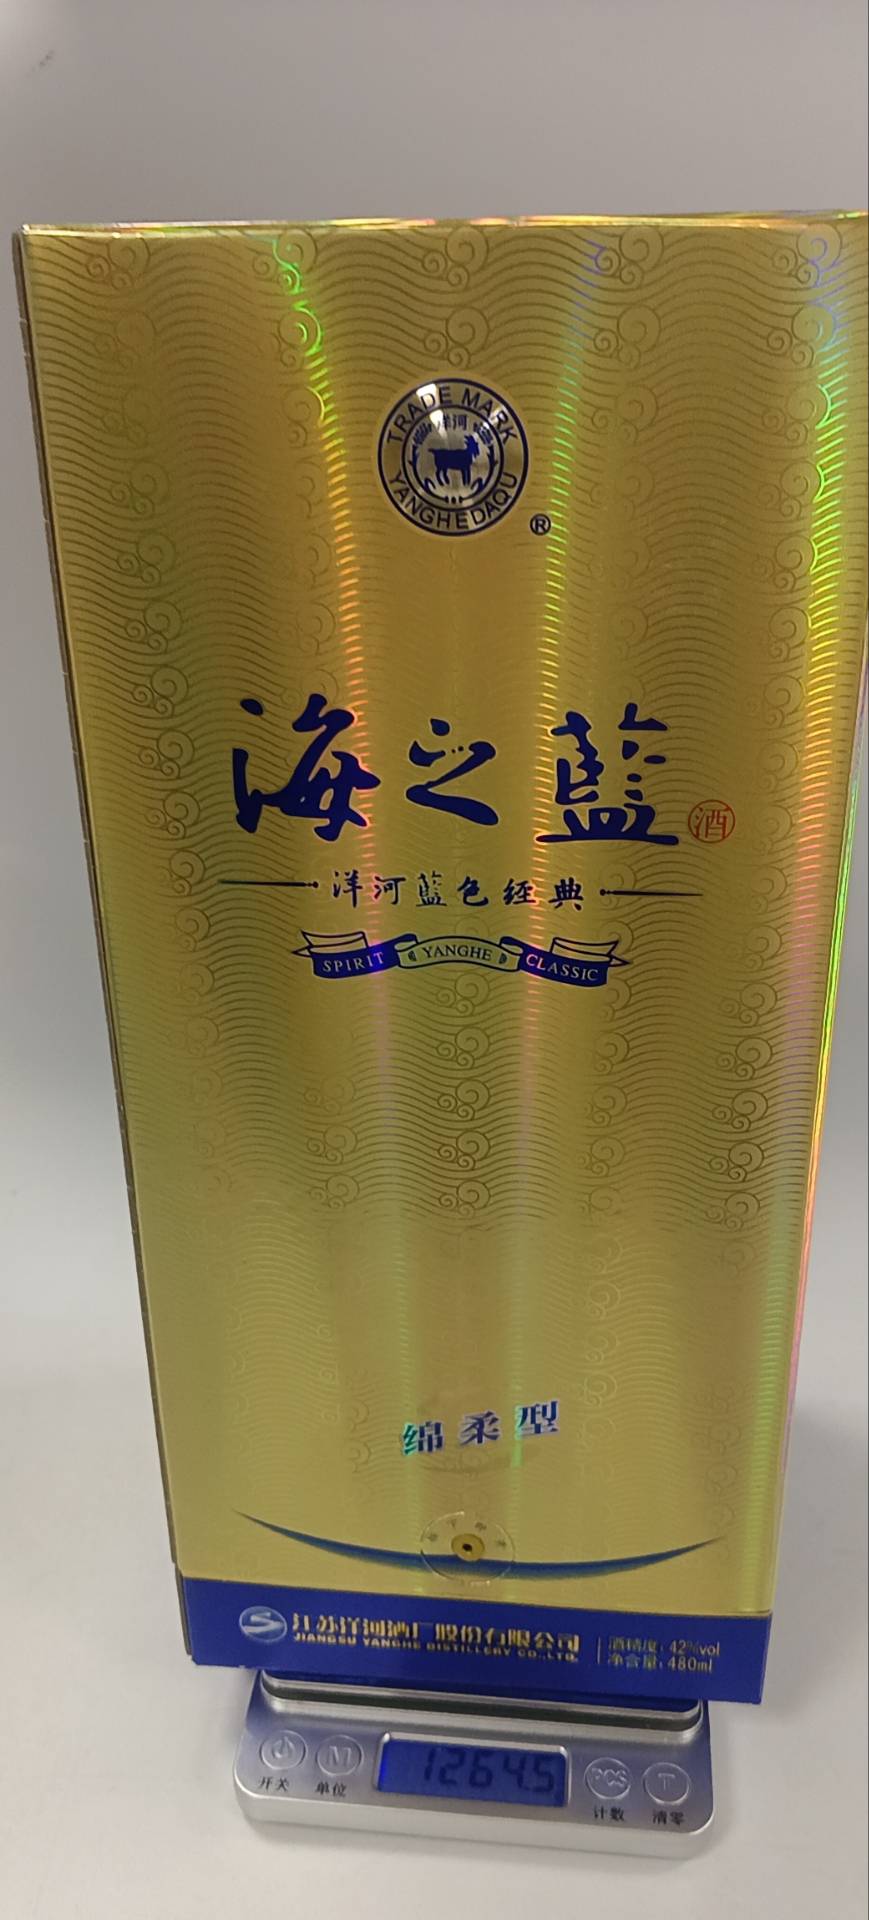 TRADE MARK
洋河
YANGHEDAQU
®
海之藍
酒
洋河藍色经典
SPIRIT YANGHE CLASSIC
绵柔型
江苏洋河酒厂股份有限公司
JIANGSU YANGHE DISTILLERY CO.,LTD.
酒精度: 42%vol
净含量: 480ml
M 1264.5 PCS T
开关 单位 计数 清零